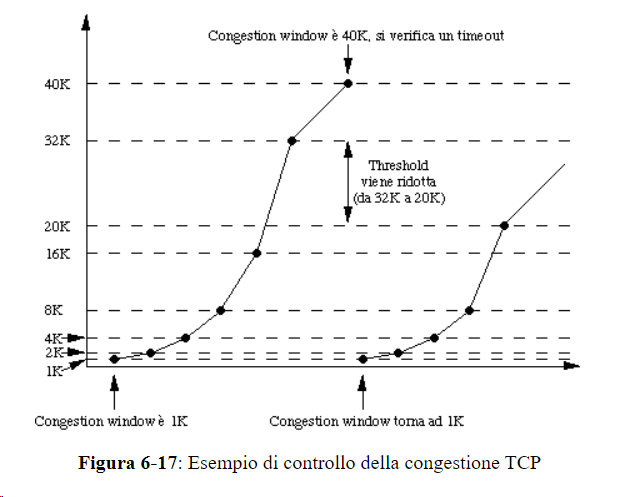 Congestion window è 40K, si verifica un timeout
40K
32K
Threshold
viene ridotta
(da 32K a 20K)
20K
16K
8K
4K
2K
1K
Congestion window è 1K
Congestion window torna ad 1K
Figura 6-17: Esempio di controllo della congestione TCP